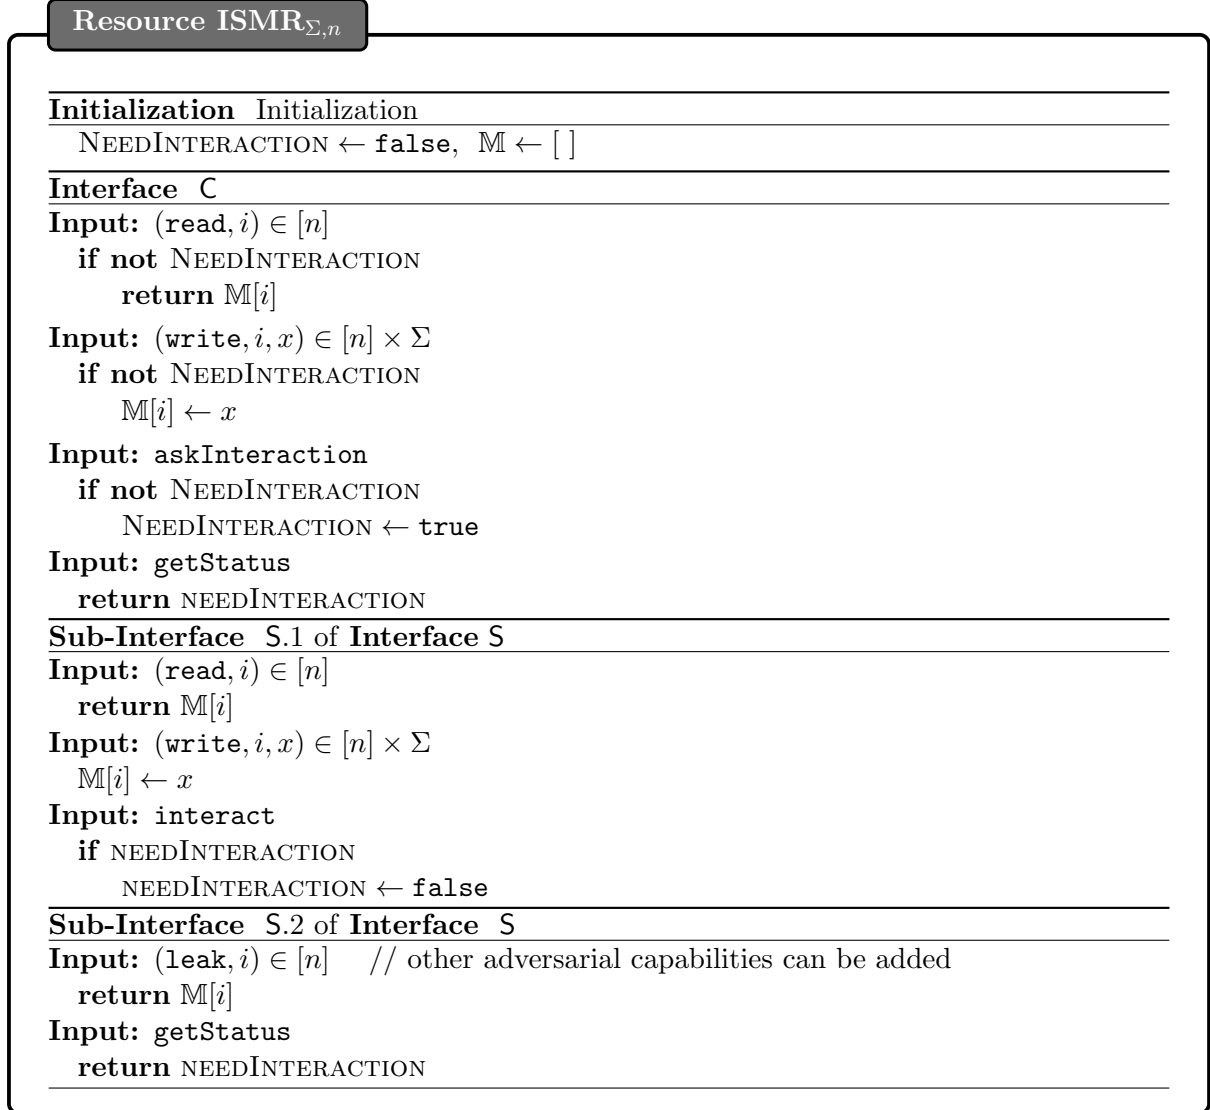 Resource ISMR_{Σ,n}
Initialization Initialization
NEEDINTERACTION ← false, 𝕄 ← [ ]
Interface C
Input: (read, i) ∈ [n]
if not NEEDINTERACTION
return 𝕄[i]
Input: (write, i, x) ∈ [n] × Σ
if not NEEDINTERACTION
𝕄[i] ← x
Input: askInteraction
if not NEEDINTERACTION
NEEDINTERACTION ← true
Input: getStatus
return NEEDINTERACTION
Sub-Interface S.1 of Interface S
Input: (read, i) ∈ [n]
return 𝕄[i]
Input: (write, i, x) ∈ [n] × Σ
𝕄[i] ← x
Input: interact
if NEEDINTERACTION
NEEDINTERACTION ← false
Sub-Interface S.2 of Interface S
Input: (leak, i) ∈ [n] // other adversarial capabilities can be added
return 𝕄[i]
Input: getStatus
return NEEDINTERACTION